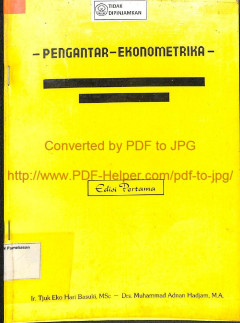 TIDAK
DIPINJAMKAN
- PENGANTAR - EKONOMETRIKA -
Converted by PDF to JPG
http://www.PDF-Helper.com/pdf-to-jpg/
Edisi Pertama
Ir. Tjuk Eko Hari Basuki, MSc — Drs. Muhammad Adnan Hadjam, M.A.